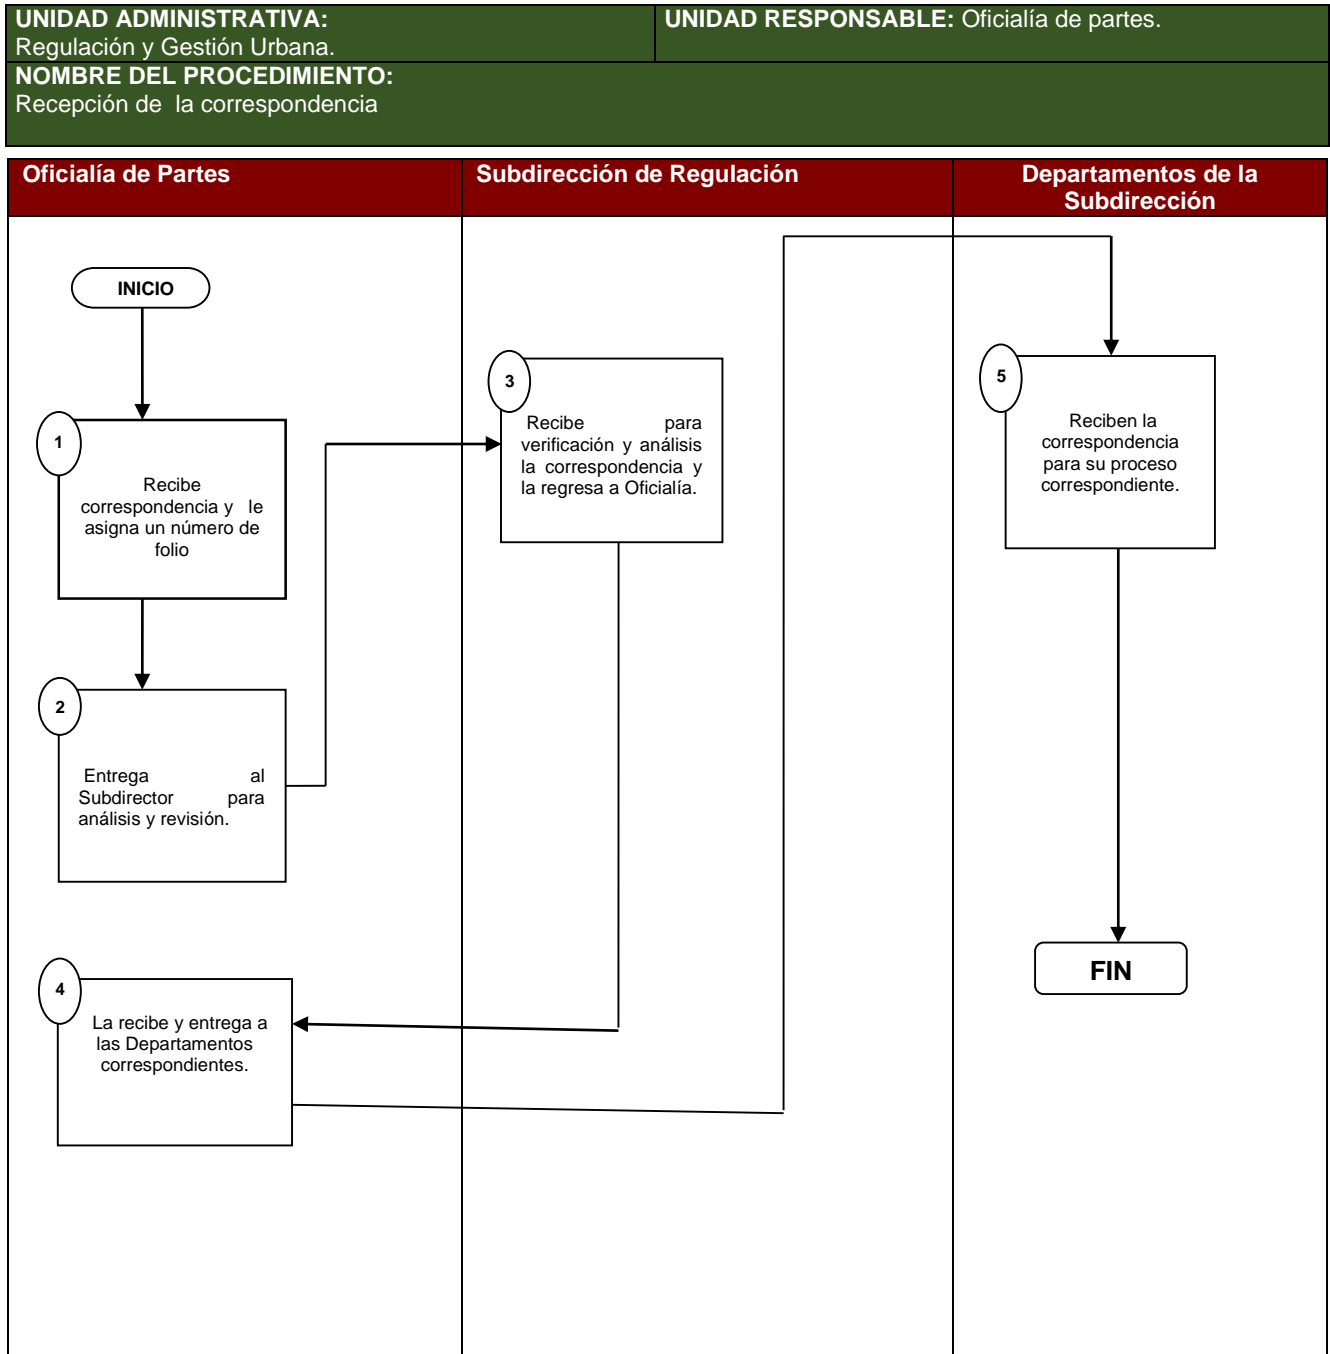 UNIDAD ADMINISTRATIVA:
Regulación y Gestión Urbana.
UNIDAD RESPONSABLE: Oficialía de partes.
NOMBRE DEL PROCEDIMIENTO:
Recepción de la correspondencia
Oficialía de Partes
Subdirección de Regulación
Departamentos de la
Subdirección
INICIO
1
Recibe
correspondencia y le
asigna un número de
folio
2
Entrega al
Subdirector para
análisis y revisión.
3
Recibe para
verificación y análisis
la correspondencia y
la regresa a Oficialía.
4
La recibe y entrega a
las Departamentos
correspondientes.
5
Reciben la
correspondencia
para su proceso
correspondiente.
FIN